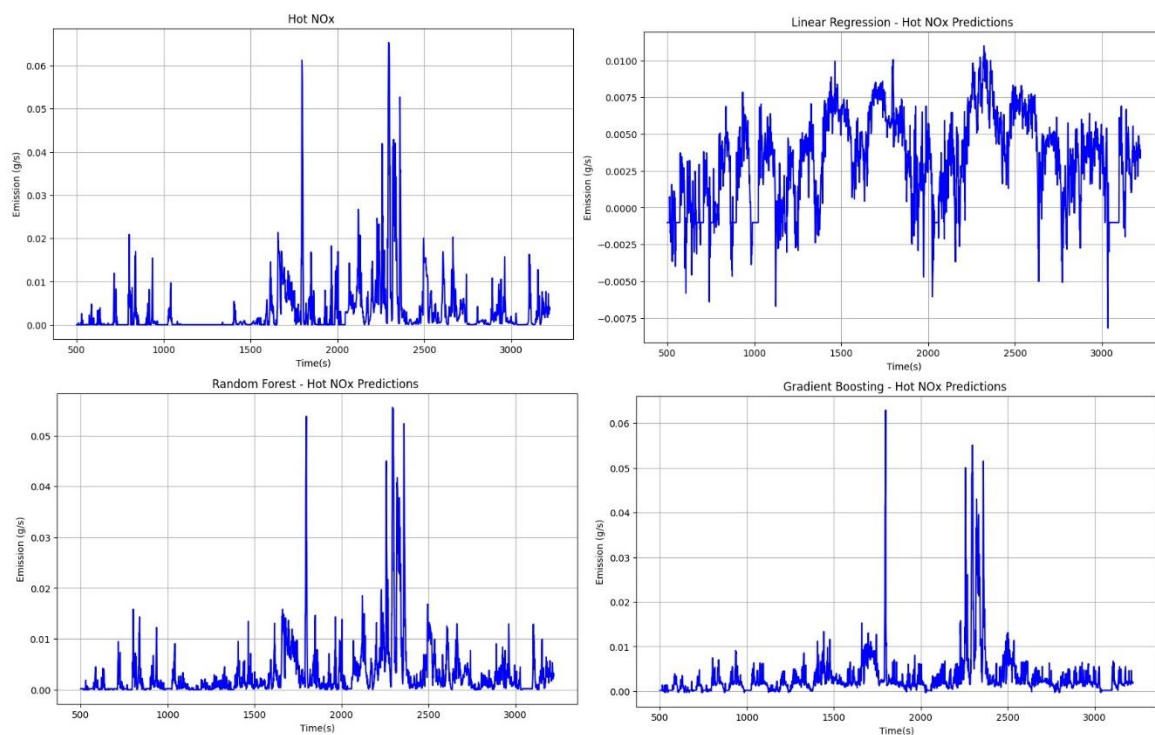 Hot NOx
Emission (g/s)
0.06
0.05
0.04
0.03
0.02
0.01
0.00
500 1000 1500 2000 2500 3000
Time(s)
Linear Regression - Hot NOx Predictions
Emission (g/s)
0.0100
0.0075
0.0050
0.0025
0.0000
−0.0025
−0.0050
−0.0075
500 1000 1500 2000 2500 3000
Time(s)
Random Forest - Hot NOx Predictions
Emission (g/s)
0.05
0.04
0.03
0.02
0.01
0.00
500 1000 1500 2000 2500 3000
Time(s)
Gradient Boosting - Hot NOx Predictions
Emission (g/s)
0.06
0.05
0.04
0.03
0.02
0.01
0.00
500 1000 1500 2000 2500 3000
Time(s)